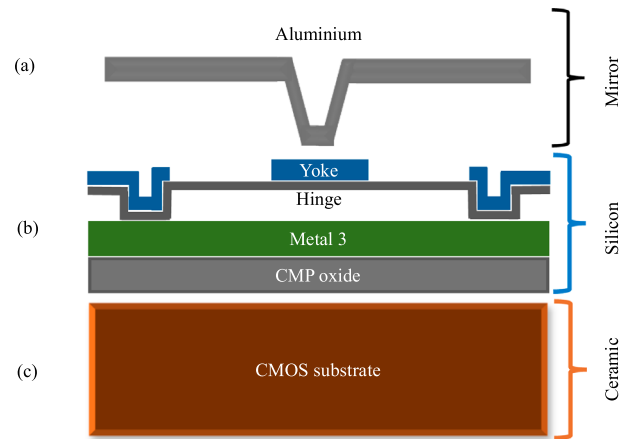 Aluminium
(a)
Mirror
Yoke
Hinge
(b)
Metal 3
Silicon
CMP oxide
(c)
CMOS substrate
Ceramic